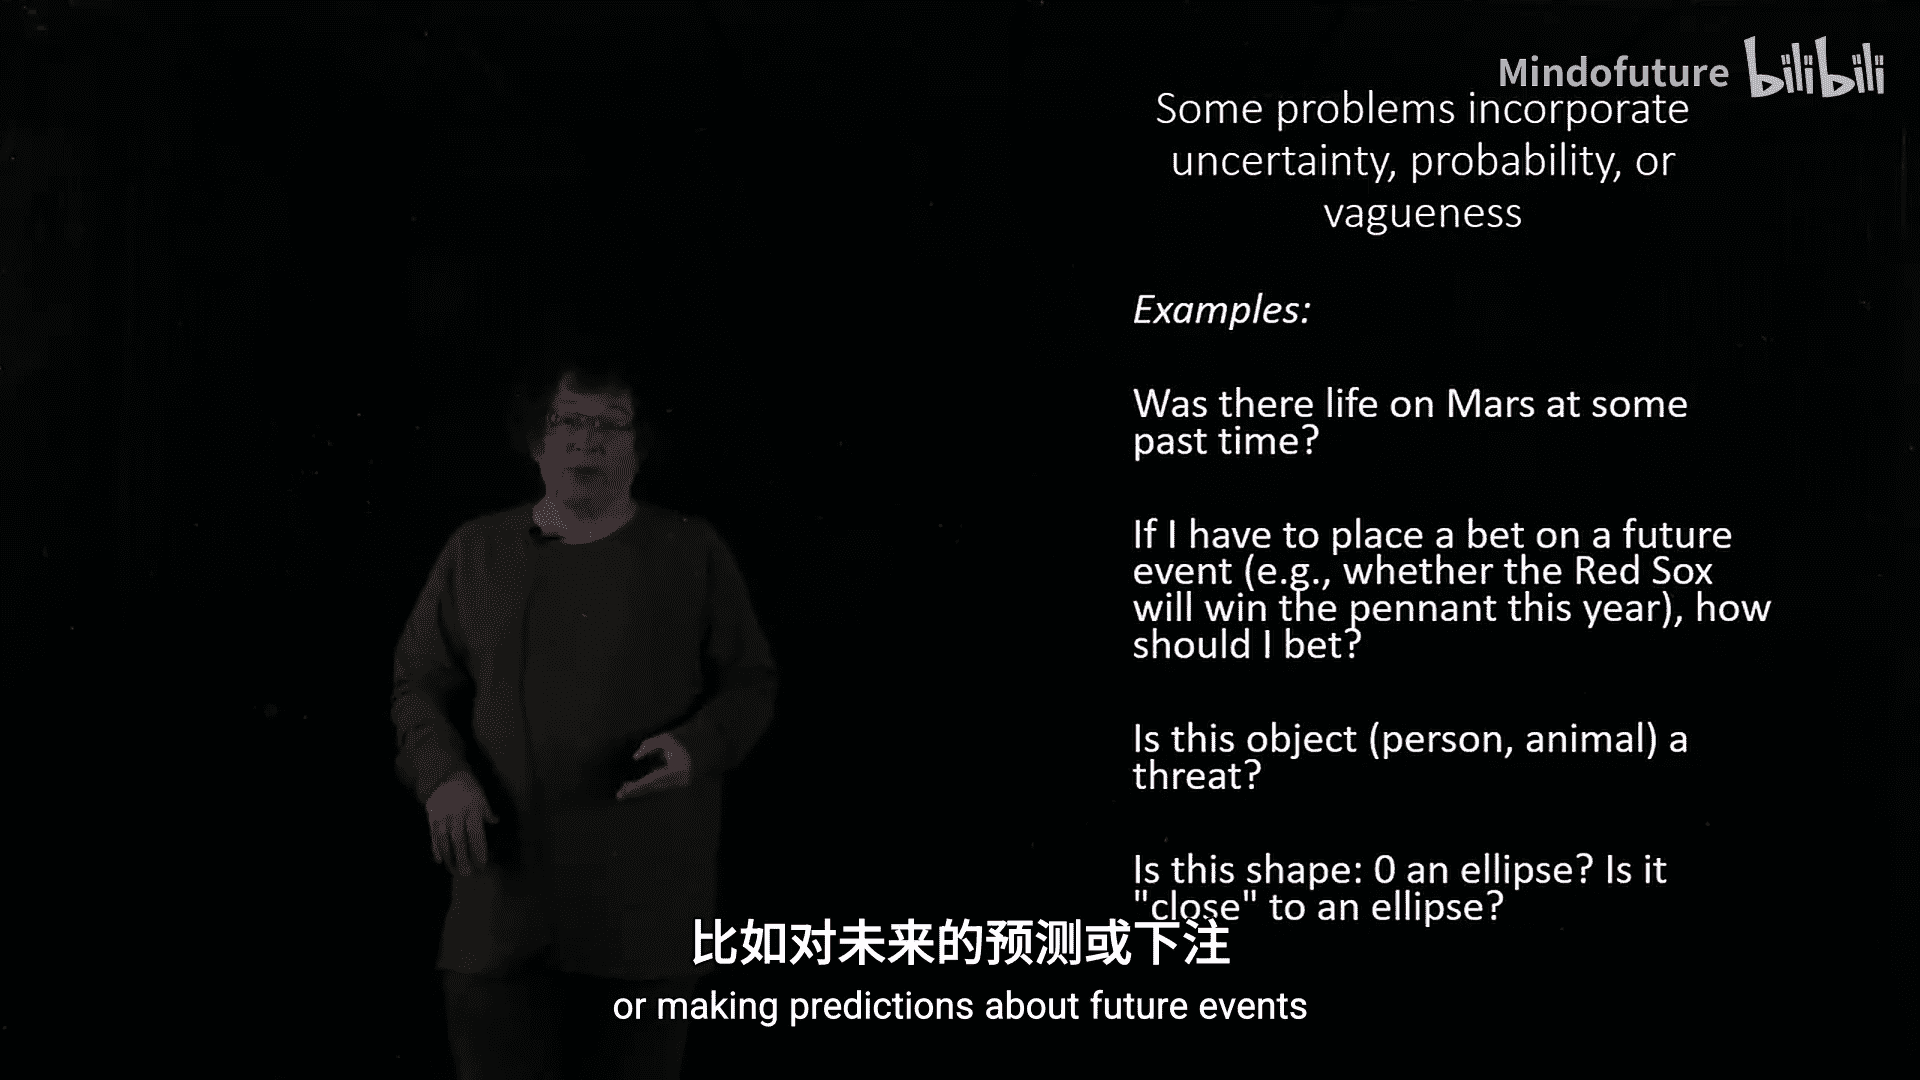 Mindofuture bilibili
Some problems incorporate
uncertainty, probability, or
vagueness
Examples:
Was there life on Mars at some
past time?
If I have to place a bet on a future
event (e.g., whether the Red Sox
will win the pennant this year), how
should I bet?
Is this object (person, animal) a
threat?
Is this shape: 0 an ellipse? Is it
"close" to an ellipse?
比如对未来的预测或下注
or making predictions about future events